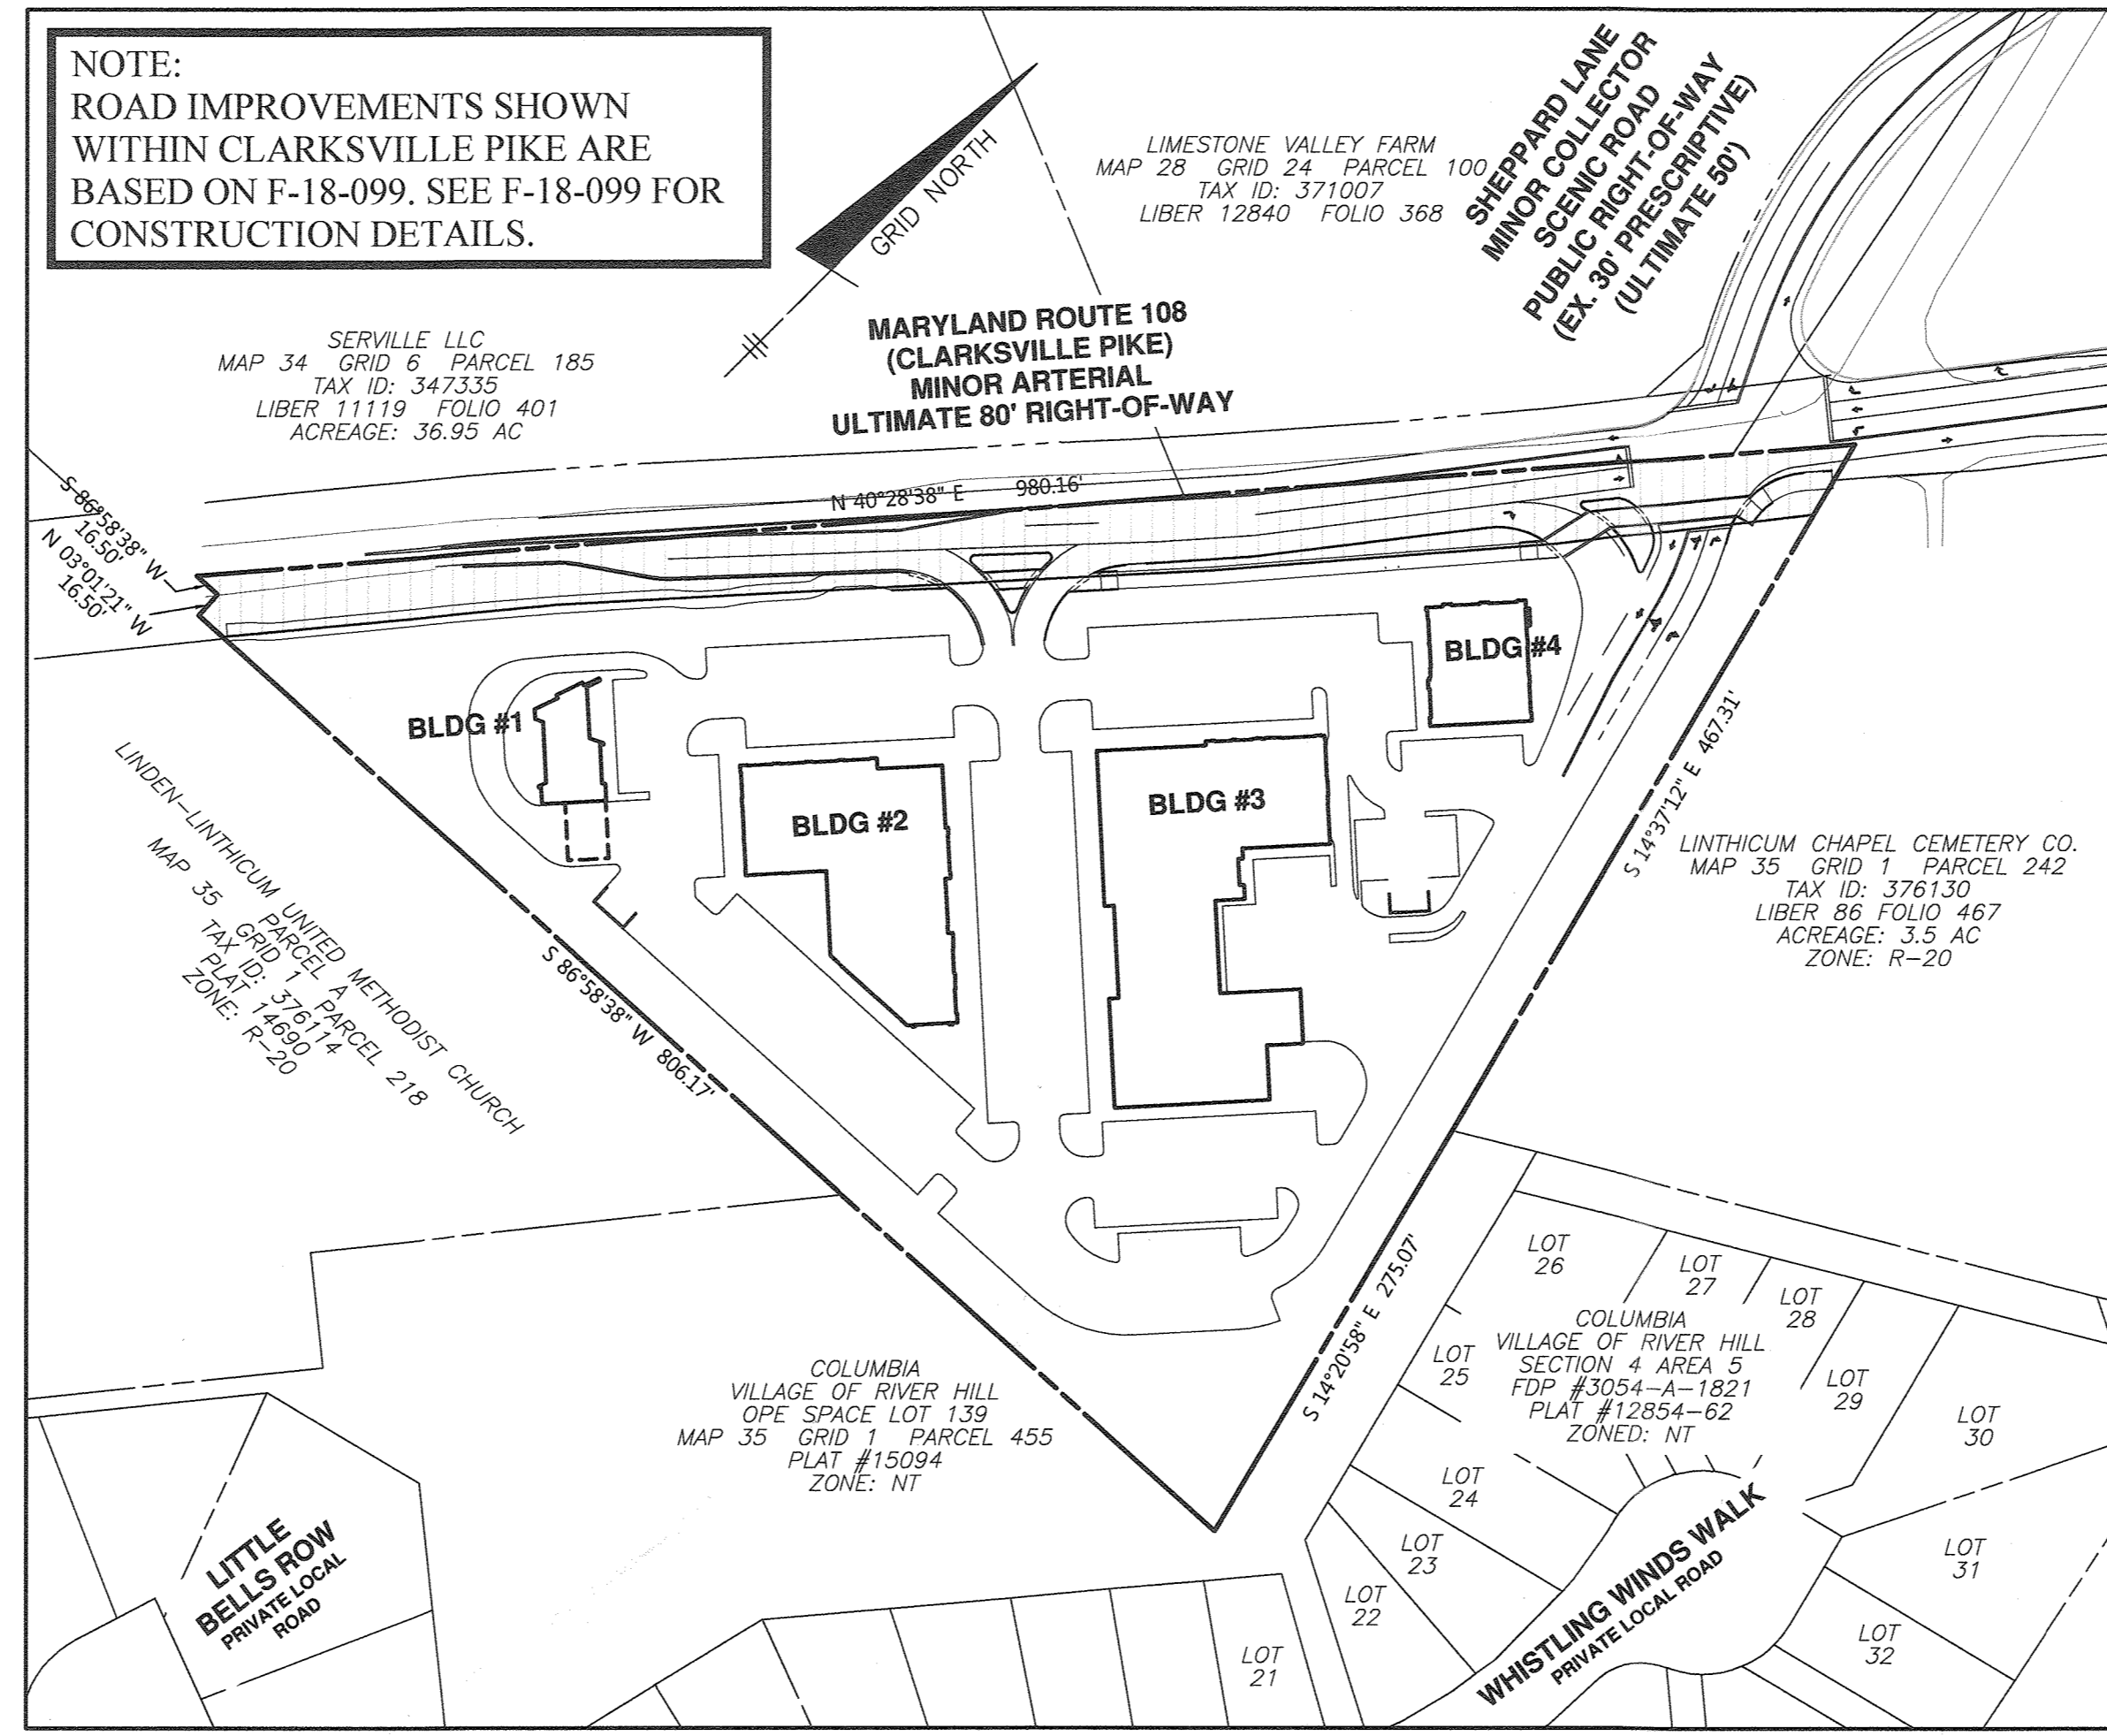 NOTE:
ROAD IMPROVEMENTS SHOWN
WITHIN CLARKSVILLE PIKE ARE
BASED ON F-18-099. SEE F-18-099 FOR
CONSTRUCTION DETAILS.
GRID NORTH
LIMESTONE VALLEY FARM
MAP 28 GRID 24 PARCEL 100
TAX ID: 371007
LIBER 12840 FOLIO 368
SHEPPARD LANE
MINOR COLLECTOR
SCENIC ROAD
PUBLIC RIGHT-OF-WAY
(EX. 30' PRESCRIPTIVE)
(ULTIMATE 50')
SERVILLE LLC
MAP 34 GRID 6 PARCEL 185
TAX ID: 347335
LIBER 11119 FOLIO 401
ACREAGE: 36.95 AC
MARYLAND ROUTE 108
(CLARKSVILLE PIKE)
MINOR ARTERIAL
ULTIMATE 80' RIGHT-OF-WAY
S 86°58'38" W
16.50'
N 03°01'21" W
16.50'
N 40°28'38" E 980.16'
BLDG #1
BLDG #2
BLDG #3
BLDG #4
S 14°37'12" E 467.31'
LINTHICUM CHAPEL CEMETERY CO.
MAP 35 GRID 1 PARCEL 242
TAX ID: 376130
LIBER 86 FOLIO 467
ACREAGE: 3.5 AC
ZONE: R-20
LINDEN-LINTHICUM UNITED METHODIST CHURCH
PARCEL A
MAP 35 GRID 1 PARCEL 218
TAX ID: 376114
PLAT 14690
ZONE: R-20
S 86°58'38" W 806.17'
S 14°20'58" E 275.07'
COLUMBIA
VILLAGE OF RIVER HILL
OPE SPACE LOT 139
MAP 35 GRID 1 PARCEL 455
PLAT #15094
ZONE: NT
LOT
26
LOT
27
LOT
28
COLUMBIA
VILLAGE OF RIVER HILL
SECTION 4 AREA 5
FDP #3054-A-1821
PLAT #12854-62
ZONED: NT
LOT
25
LOT
29
LOT
30
LOT
24
LOT
23
LOT
22
LOT
21
LOT
31
LOT
32
LITTLE
BELLS ROW
PRIVATE LOCAL
ROAD
WHISTLING WINDS WALK
PRIVATE LOCAL ROAD